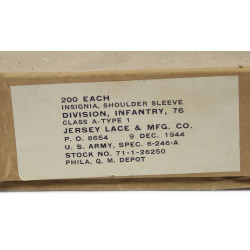 200 EACH
INSIGNIA, SHOULDER SLEEVE
DIVISION, INFANTRY, 76
CLASS A-TYPE 1
JERSEY LACE & MFG. CO.
P. O. 8654 9 DEC. 1944
U. S. ARMY, SPEC. 6-246-A
STOCK NO. 71-1-26250
PHILA. Q. M. DEPOT